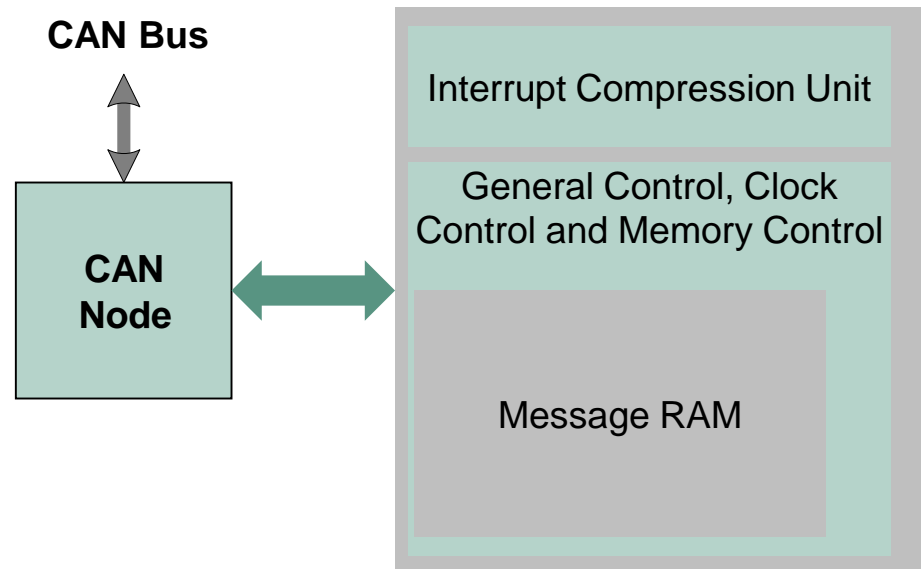 CAN Bus
CAN
Node
Interrupt Compression Unit
General Control, Clock
Control and Memory Control
Message RAM